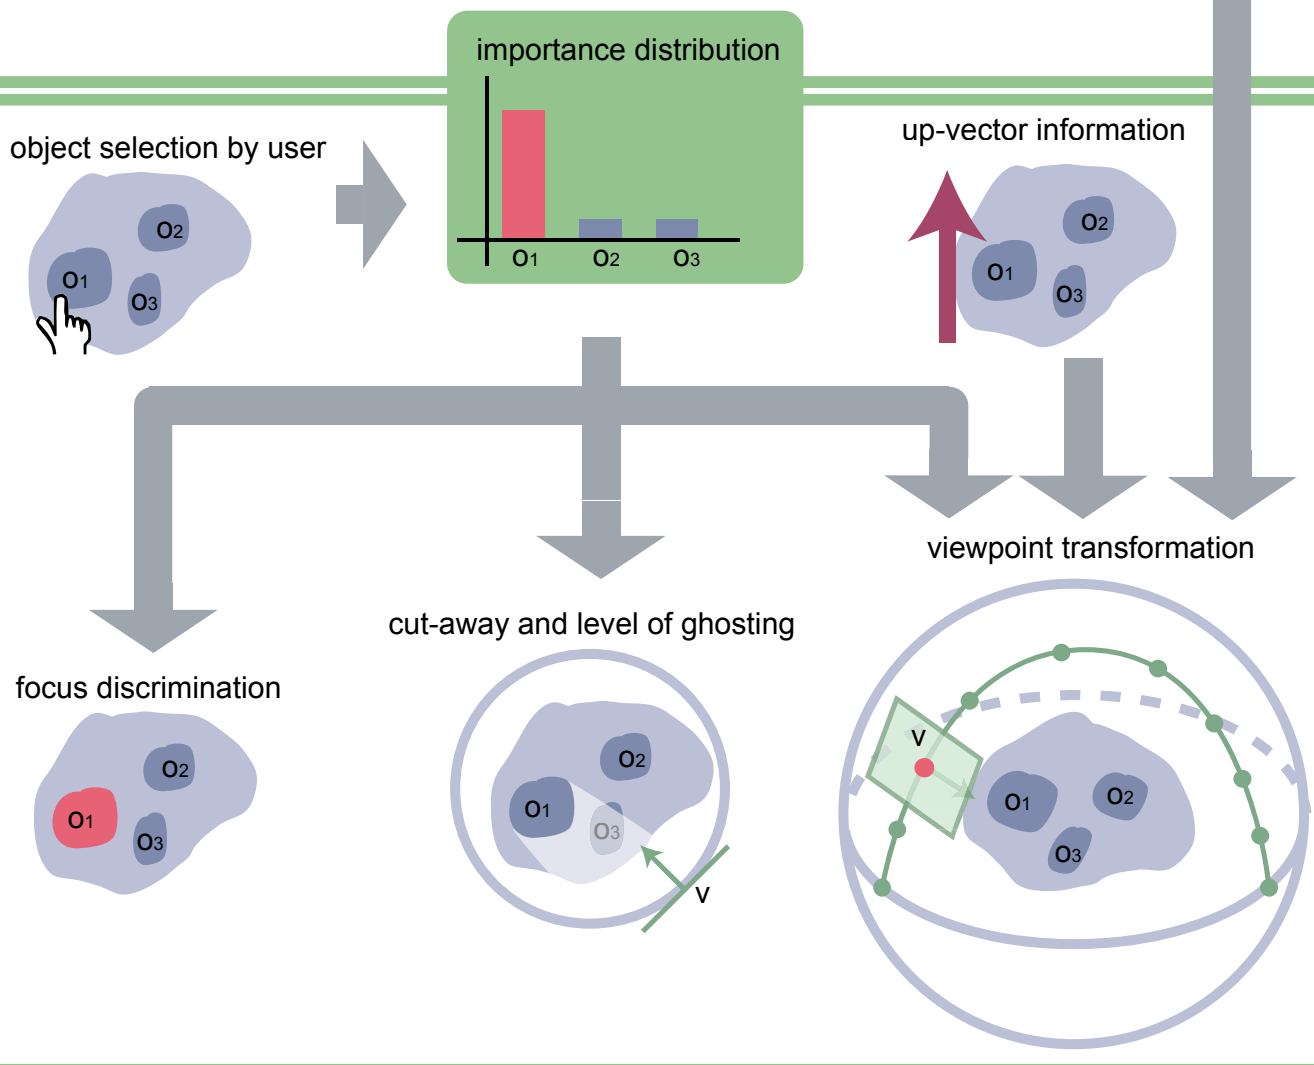 importance distribution
o1 o2 o3
object selection by user
o2
o1
o3
up-vector information
o2
o1
o3
focus discrimination
o2
o1
o3
cut-away and level of ghosting
o2
o1
o3
v
viewpoint transformation
v
o1
o2
o3